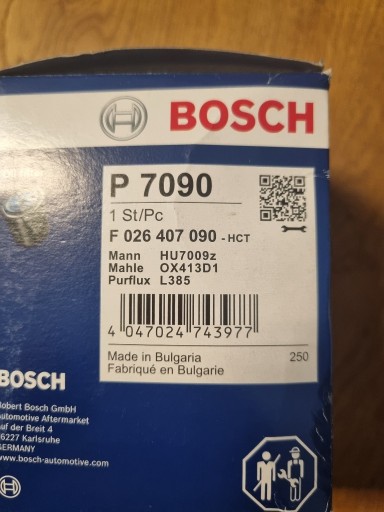 BOSCH
P 7090
1 St/Pc
F 026 407 090 - HCT
Mann HU7009z
Mahle OX413D1
Purflux L385
4 047024 743977
Made in Bulgaria 250
Fabriqué en Bulgarie
BOSCH
Robert Bosch GmbH
Automotive Aftermarket
Auf der Breit 4
76227 Karlsruhe
GERMANY
www.bosch-automotive.com